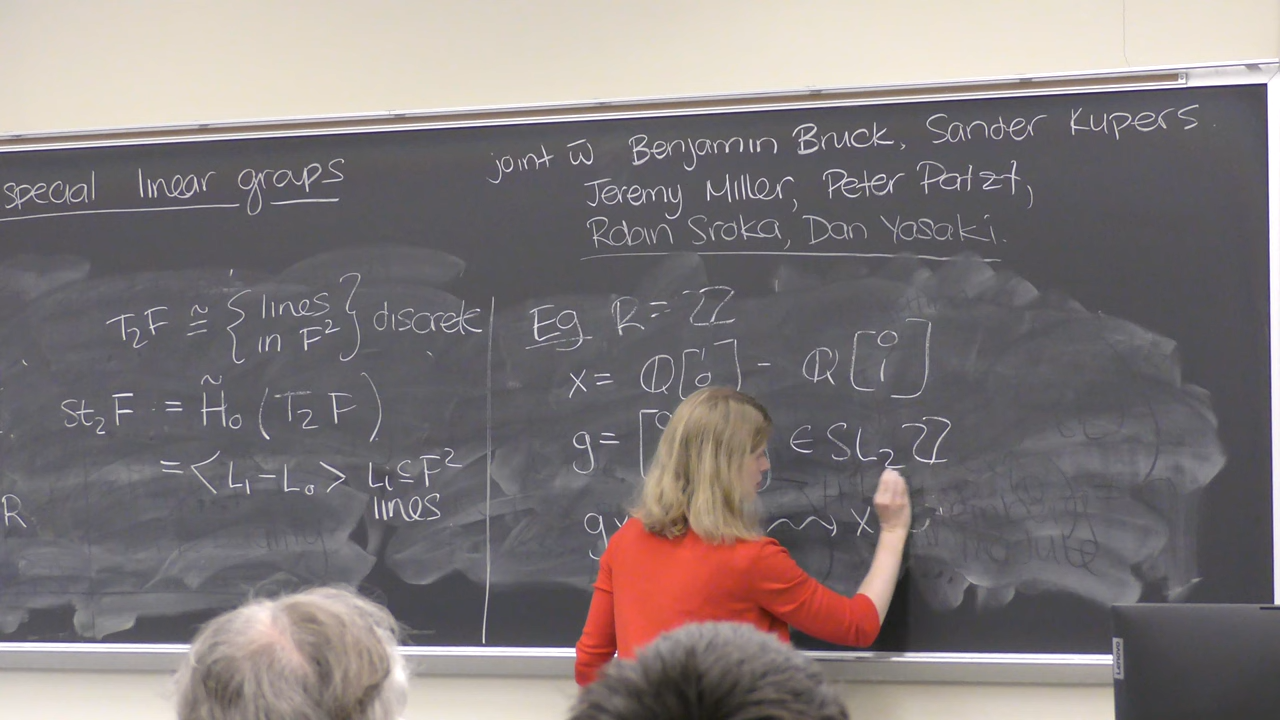 special linear groups
joint w̄ Benjamin Bruck, Sander Kupers
Jeremy Miller, Peter Patzt,
Robin Sroka, Dan Yasaki.
T₂F ≅ {lines in F²} discrete
St₂F := H̃₀ (T₂F)
= <L₁-L₀> L₁⊆F²
lines
R
Eg R=ℤ
x= ℚ[1 0] - ℚ[0 1]
g= [ ∈SL₂ℤ
g ⇝ x
Lenovo